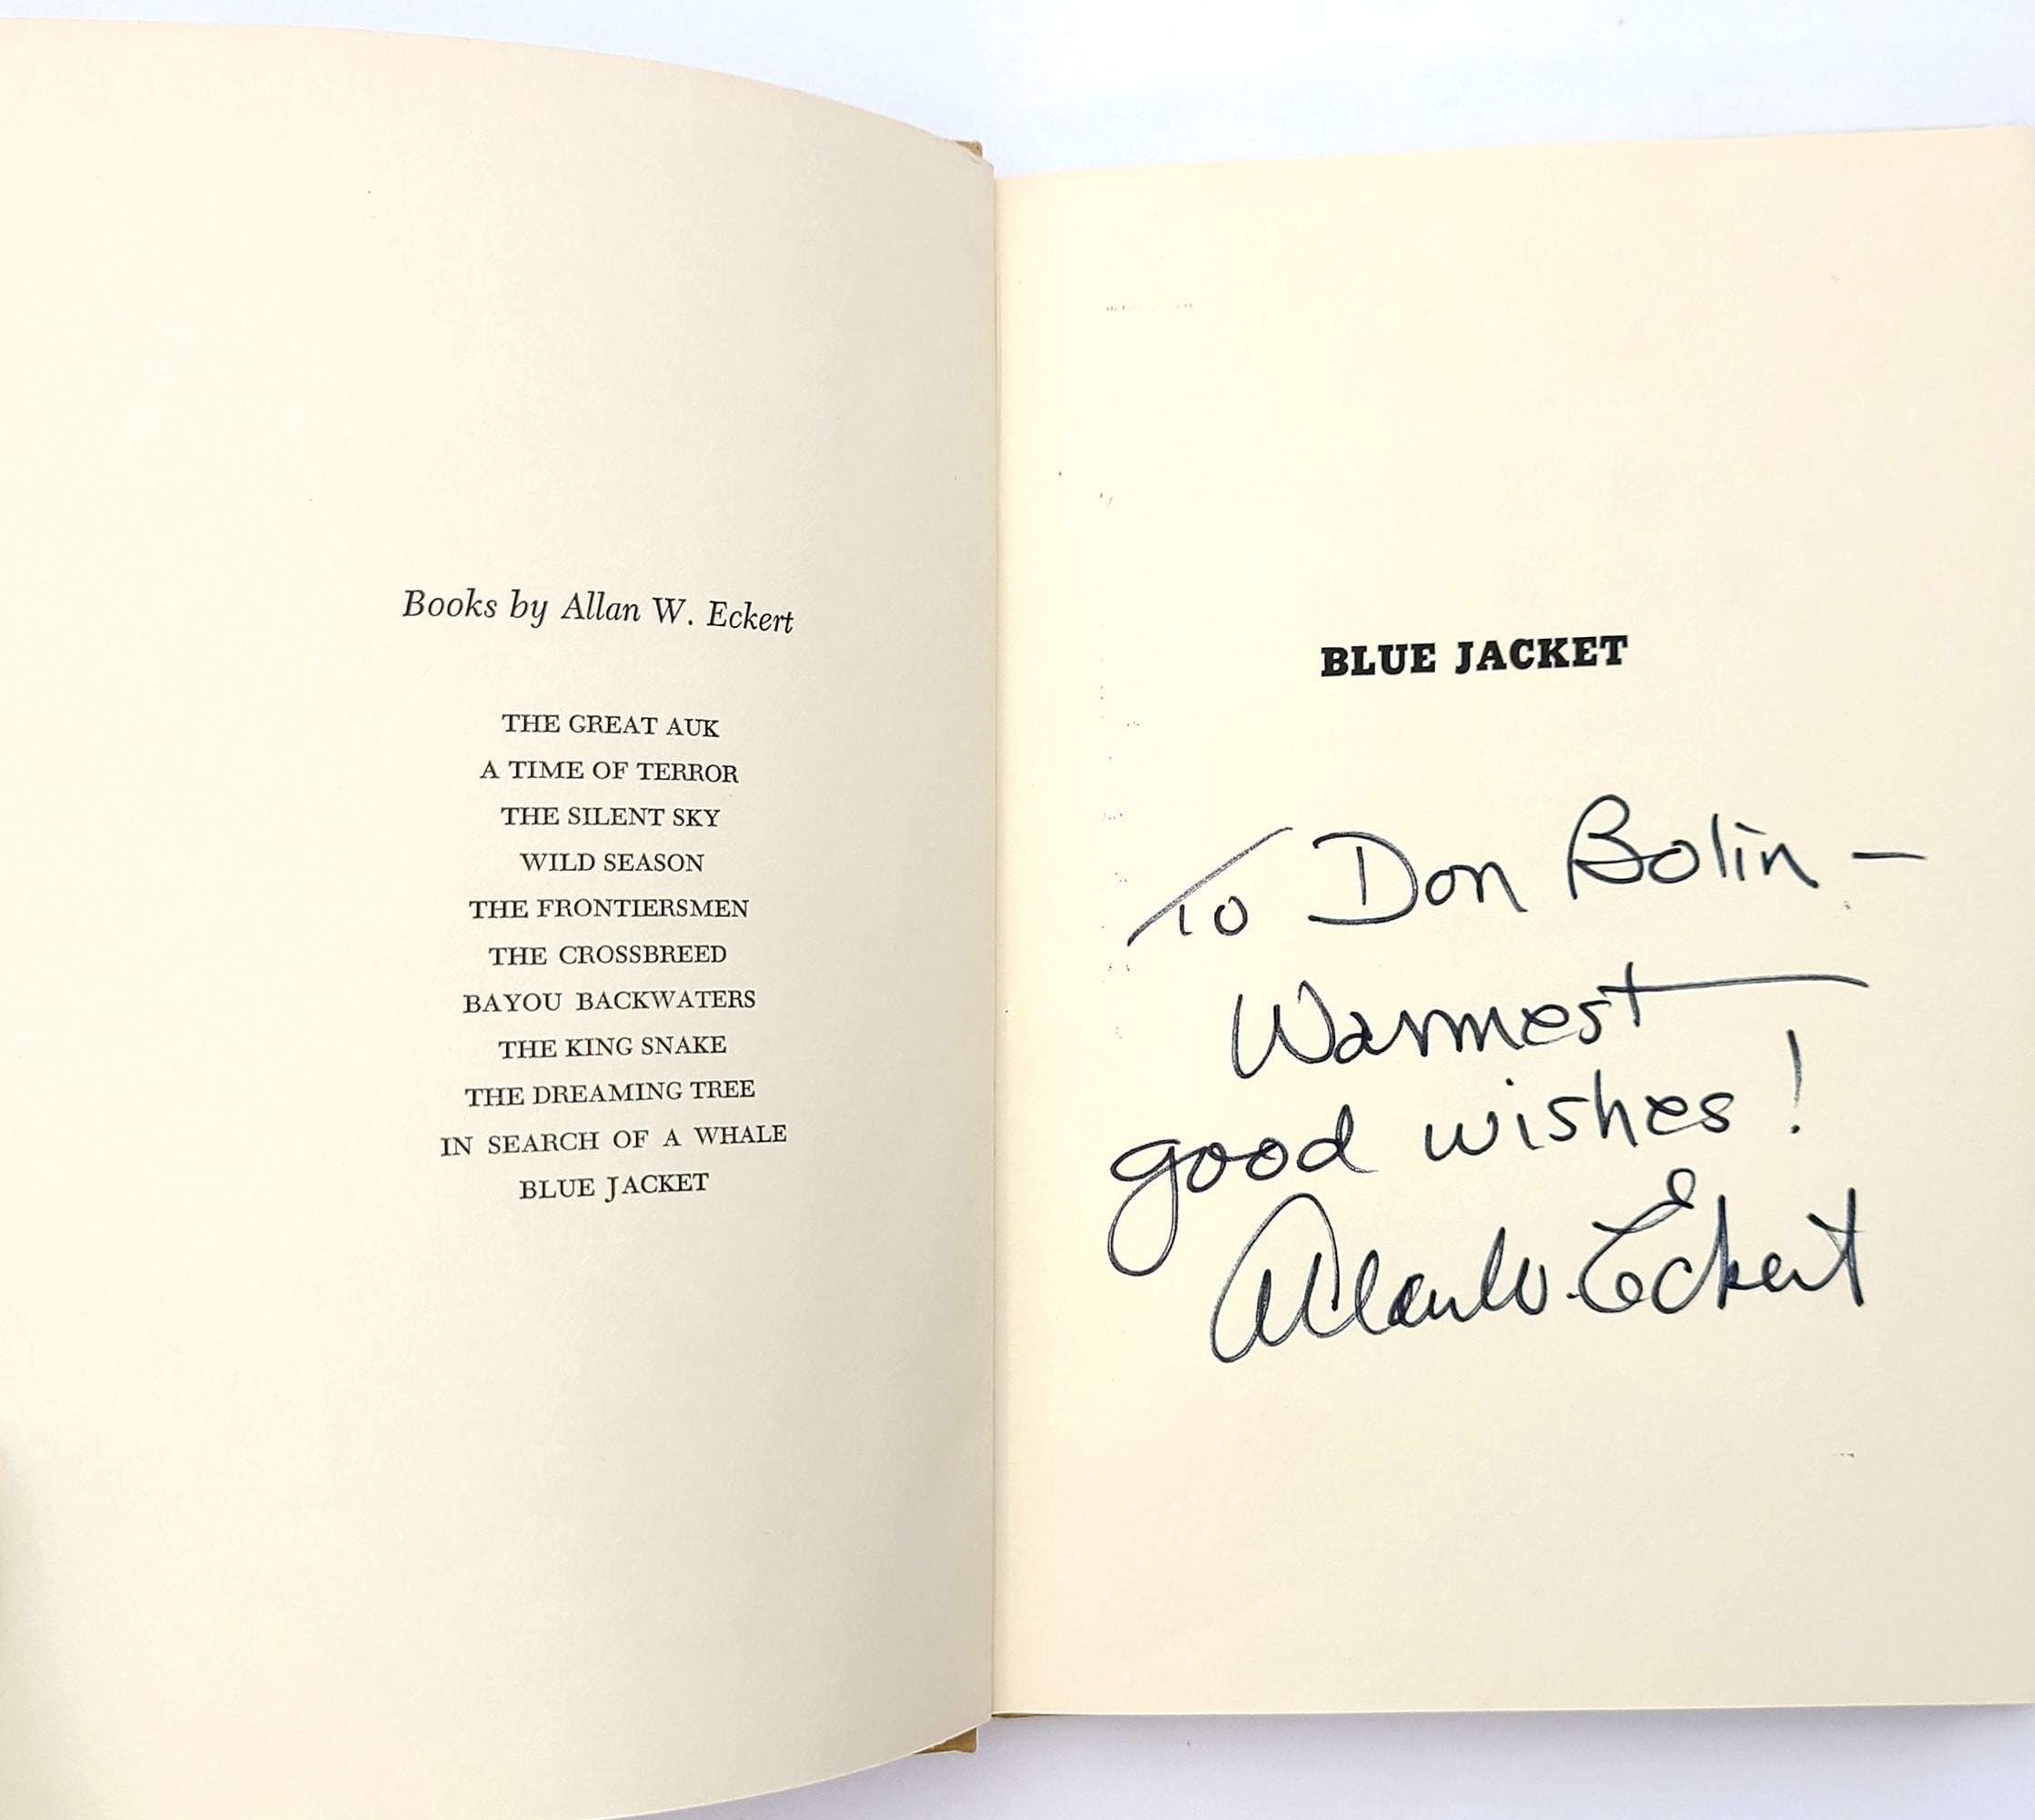 Books by Allan W. Eckert
THE GREAT AUK
A TIME OF TERROR
THE SILENT SKY
WILD SEASON
THE FRONTIERSMEN
THE CROSSBREED
BAYOU BACKWATERS
THE KING SNAKE
THE DREAMING TREE
IN SEARCH OF A WHALE
BLUE JACKET
BLUE JACKET
To Don Bolin –
Warmest
good wishes!
Allan W. Eckert